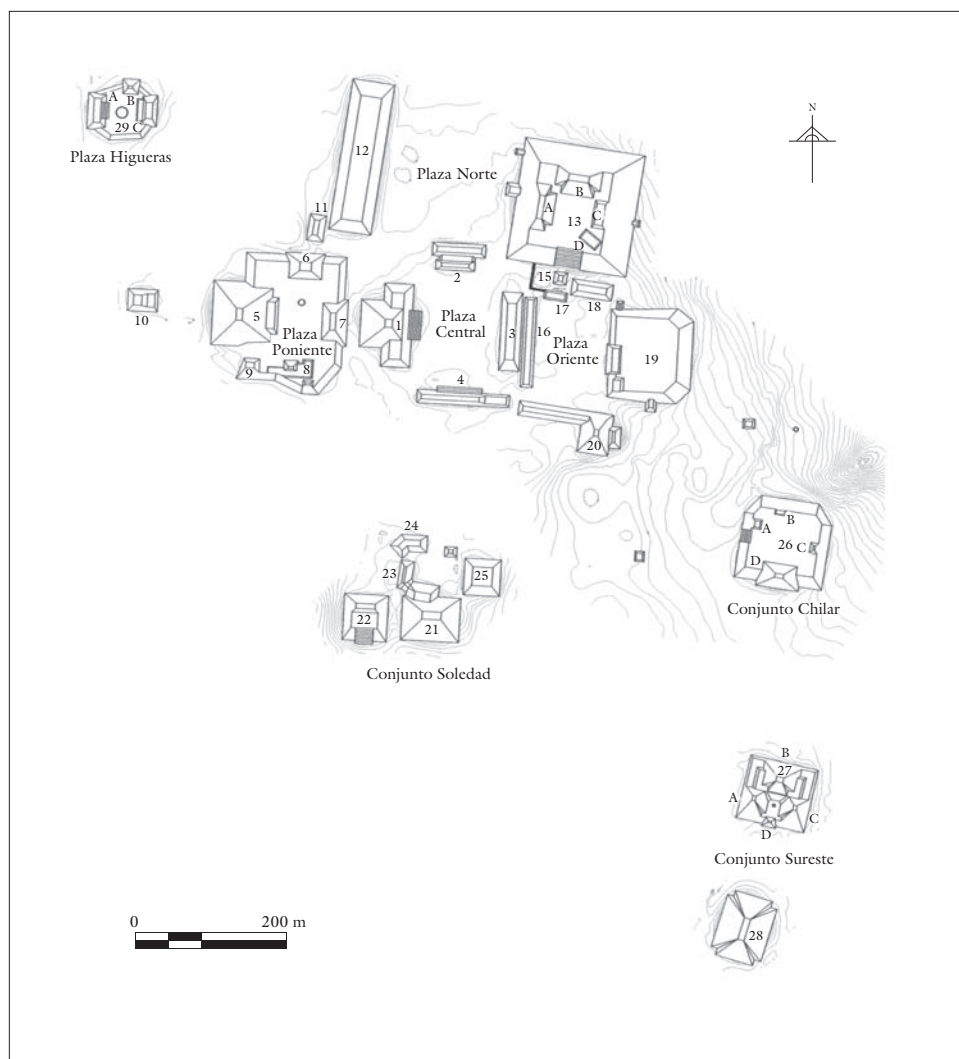 N
A
B
29 C
Plaza Higueras
12
Plaza Norte
11
B
A
C
13
D
6
15
2
17
18
10
5
7
1
Plaza
Central
3
16
Plaza
Poniente
Plaza
Oriente
19
9
8
4
20
24
23
25
22
21
Conjunto Soledad
B
A
26
C
D
Conjunto Chilar
B
27
A
C
D
Conjunto Sureste
28
0
200 m